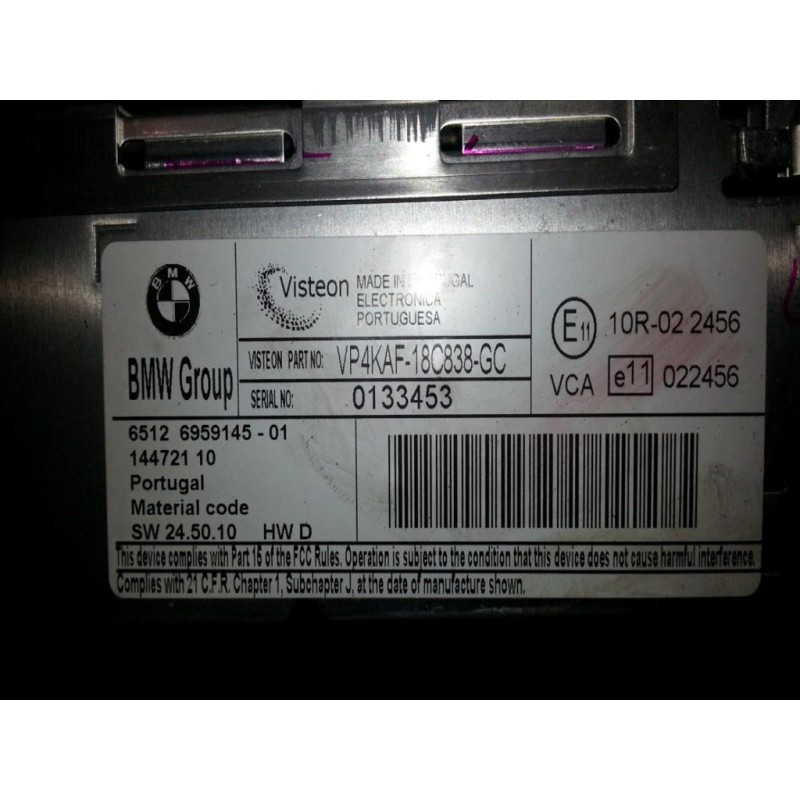 BMW
BMW Group
Visteon
MADE IN PORTUGAL
ELECTRONICA
PORTUGUESA
VISTEON PART NO: VP4KAF-18C838-GC
SERIAL NO: 0133453
E11 10R-02 2456
VCA e11 022456
6512 6959145 - 01
144721 10
Portugal
Material code
SW 24.50.10 HW D
This device complies with Part 16 of the FCC Rules. Operation is subject to the condition that this device does not cause harmful interference.
Complies with 21 C.F.R. Chapter 1, Subchapter J, at the date of manufacture shown.